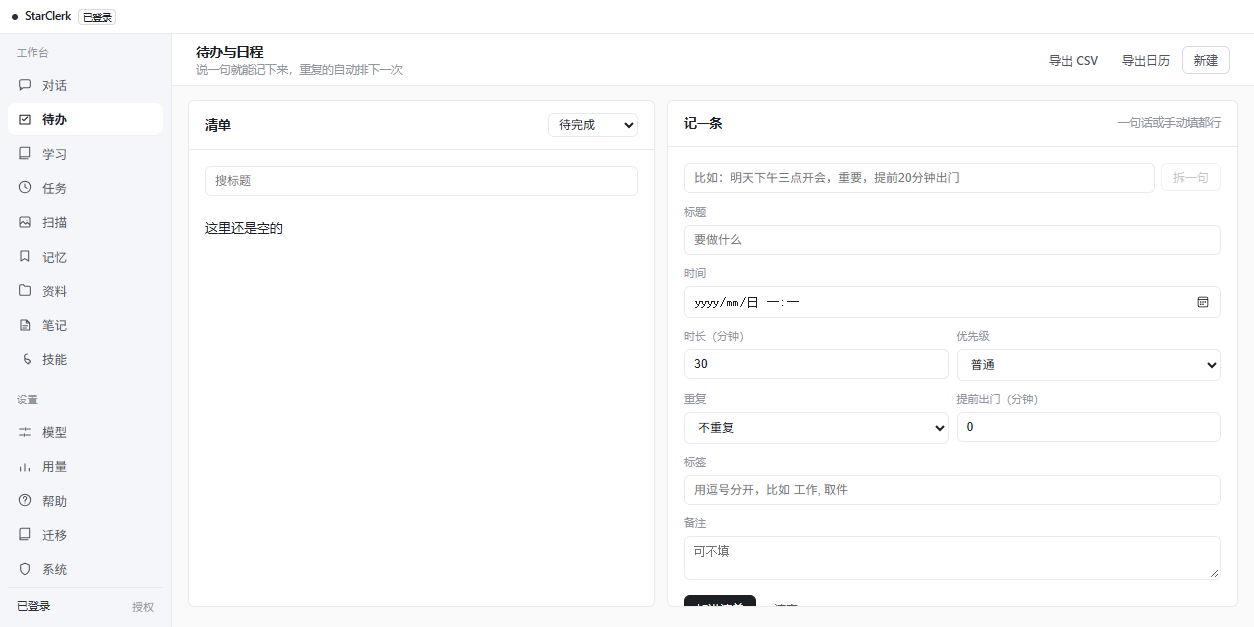 StarClerk 已登录
工作台
对话
待办
学习
任务
扫描
记忆
资料
笔记
技能
设置
模型
用量
帮助
迁移
系统
已登录 授权
待办与日程
说一句就能记下来，重复的自动排下一次
导出 CSV 导出日历 新建
清单 待完成
搜标题
这里还是空的
记一条 一句话或手动填都行
比如：明天下午三点开会，重要，提前20分钟出门 拆一句
标题
要做什么
时间
yyyy/mm/日 --:--
时长（分钟） 优先级
30 普通
重复 提前出门（分钟）
不重复 0
标签
用逗号分开，比如 工作, 取件
备注
可不填